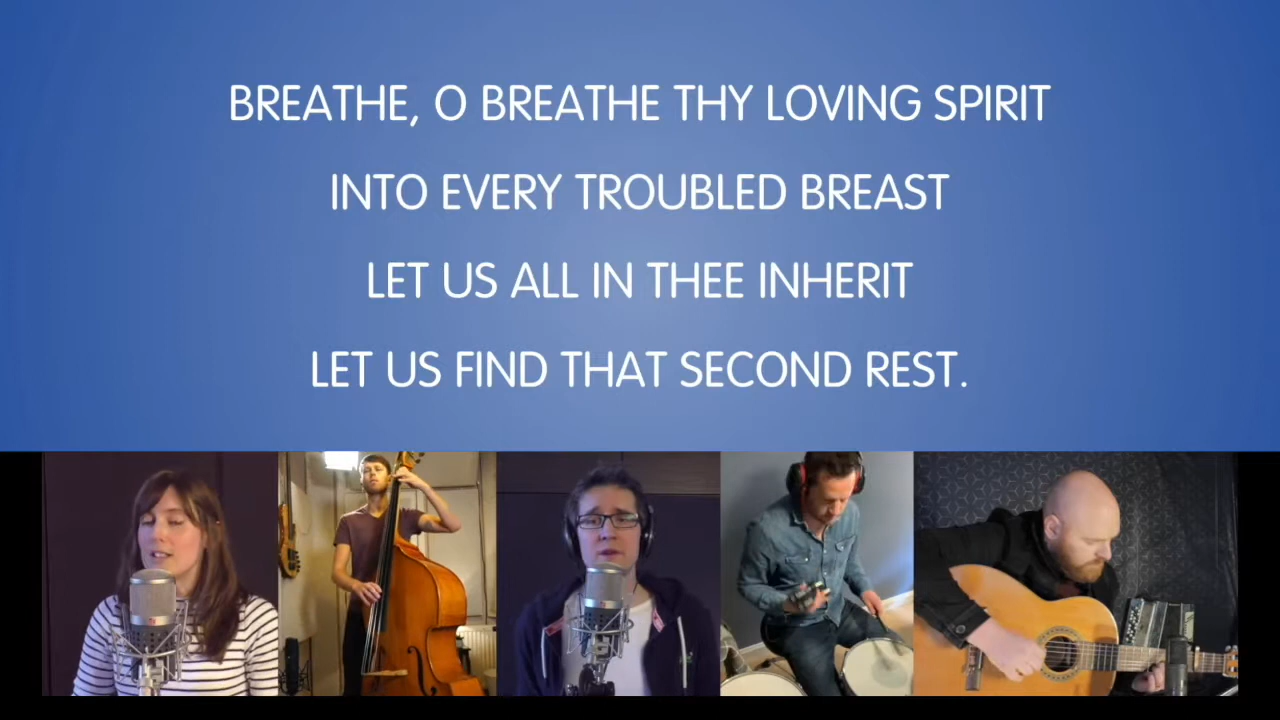 BREATHE, O BREATHE THY LOVING SPIRIT
INTO EVERY TROUBLED BREAST
LET US ALL IN THEE INHERIT
LET US FIND THAT SECOND REST.